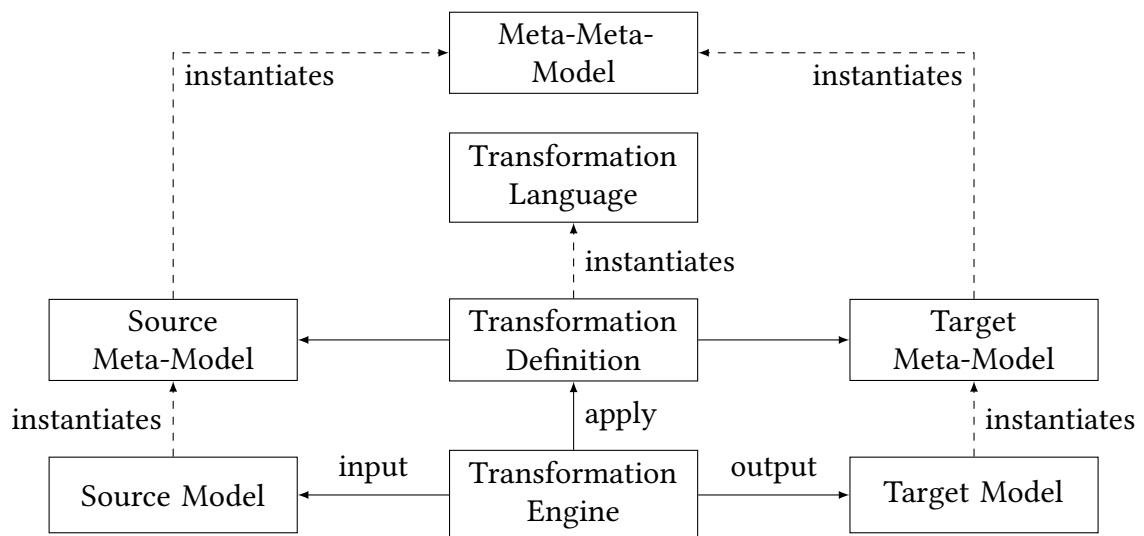 Meta-Meta-
Model
instantiates
instantiates
Transformation
Language
instantiates
Source
Meta-Model
Transformation
Definition
Target
Meta-Model
instantiates
apply
instantiates
Source Model
input
Transformation
Engine
output
Target Model